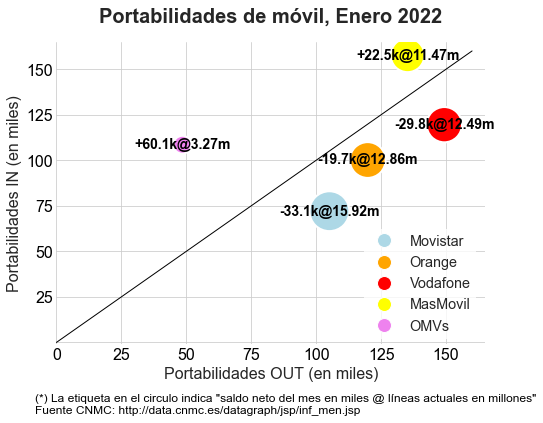 Portabilidades de móvil, Enero 2022
Portabilidades IN (en miles)
150
125
100
75
50
25
+22.5k@11.47m
-29.8k@12.49m
+60.1k@3.27m
-19.7k@12.86m
-33.1k@15.92m
Movistar
Orange
Vodafone
MasMovil
OMVs
0
25
50
75
100
125
150
Portabilidades OUT (en miles)
(*) La etiqueta en el circulo indica "saldo neto del mes en miles @ líneas actuales en millones"
Fuente CNMC: http://data.cnmc.es/datagraph/jsp/inf_men.jsp